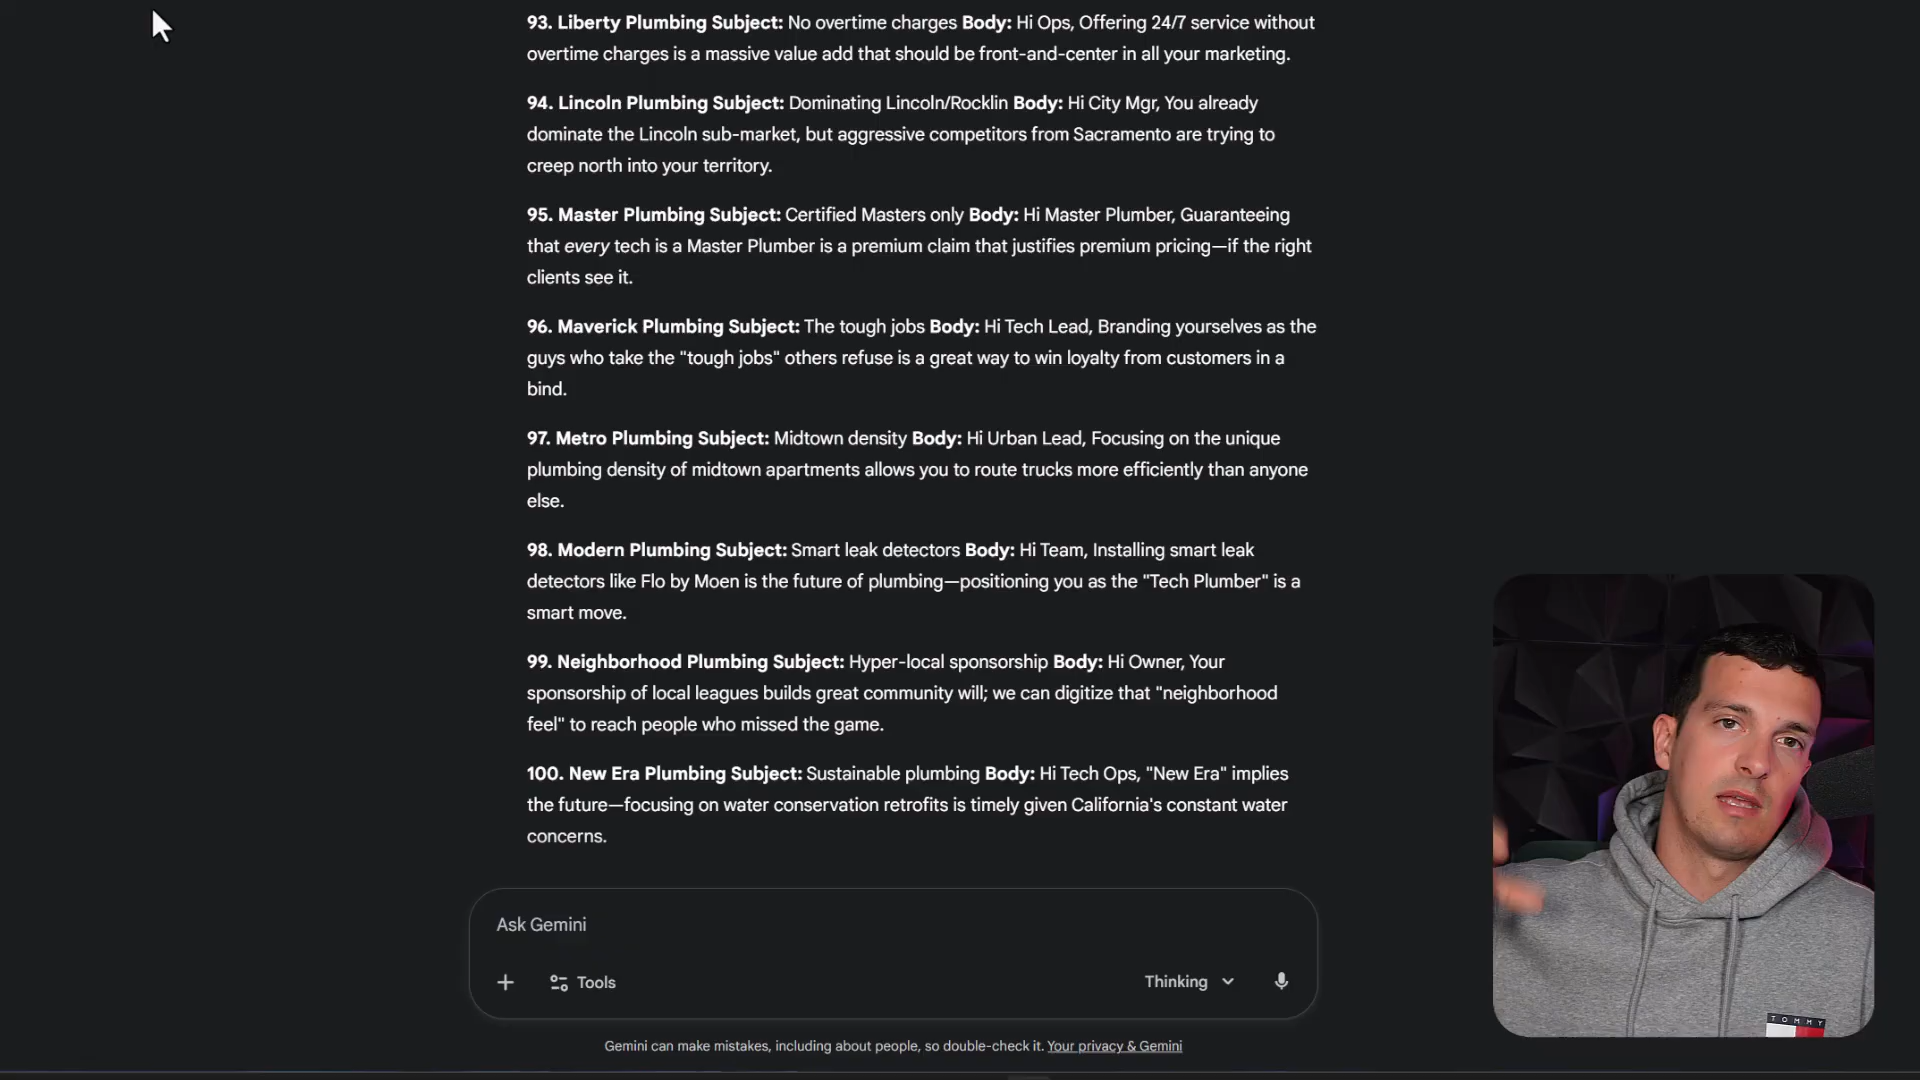 93. Liberty Plumbing Subject: No overtime charges Body: Hi Ops, Offering 24/7 service without
overtime charges is a massive value add that should be front-and-center in all your marketing.
94. Lincoln Plumbing Subject: Dominating Lincoln/Rocklin Body: Hi City Mgr, You already
dominate the Lincoln sub-market, but aggressive competitors from Sacramento are trying to
creep north into your territory.
95. Master Plumbing Subject: Certified Masters only Body: Hi Master Plumber, Guaranteeing
that every tech is a Master Plumber is a premium claim that justifies premium pricing—if the right
clients see it.
96. Maverick Plumbing Subject: The tough jobs Body: Hi Tech Lead, Branding yourselves as the
guys who take the "tough jobs" others refuse is a great way to win loyalty from customers in a
bind.
97. Metro Plumbing Subject: Midtown density Body: Hi Urban Lead, Focusing on the unique
plumbing density of midtown apartments allows you to route trucks more efficiently than anyone
else.
98. Modern Plumbing Subject: Smart leak detectors Body: Hi Team, Installing smart leak
detectors like Flo by Moen is the future of plumbing—positioning you as the "Tech Plumber" is a
smart move.
99. Neighborhood Plumbing Subject: Hyper-local sponsorship Body: Hi Owner, Your
sponsorship of local leagues builds great community will; we can digitize that "neighborhood
feel" to reach people who missed the game.
100. New Era Plumbing Subject: Sustainable plumbing Body: Hi Tech Ops, "New Era" implies
the future—focusing on water conservation retrofits is timely given California's constant water
concerns.
Ask Gemini
Tools
Thinking
Gemini can make mistakes, including about people, so double-check it. Your privacy & Gemini
TOMMY